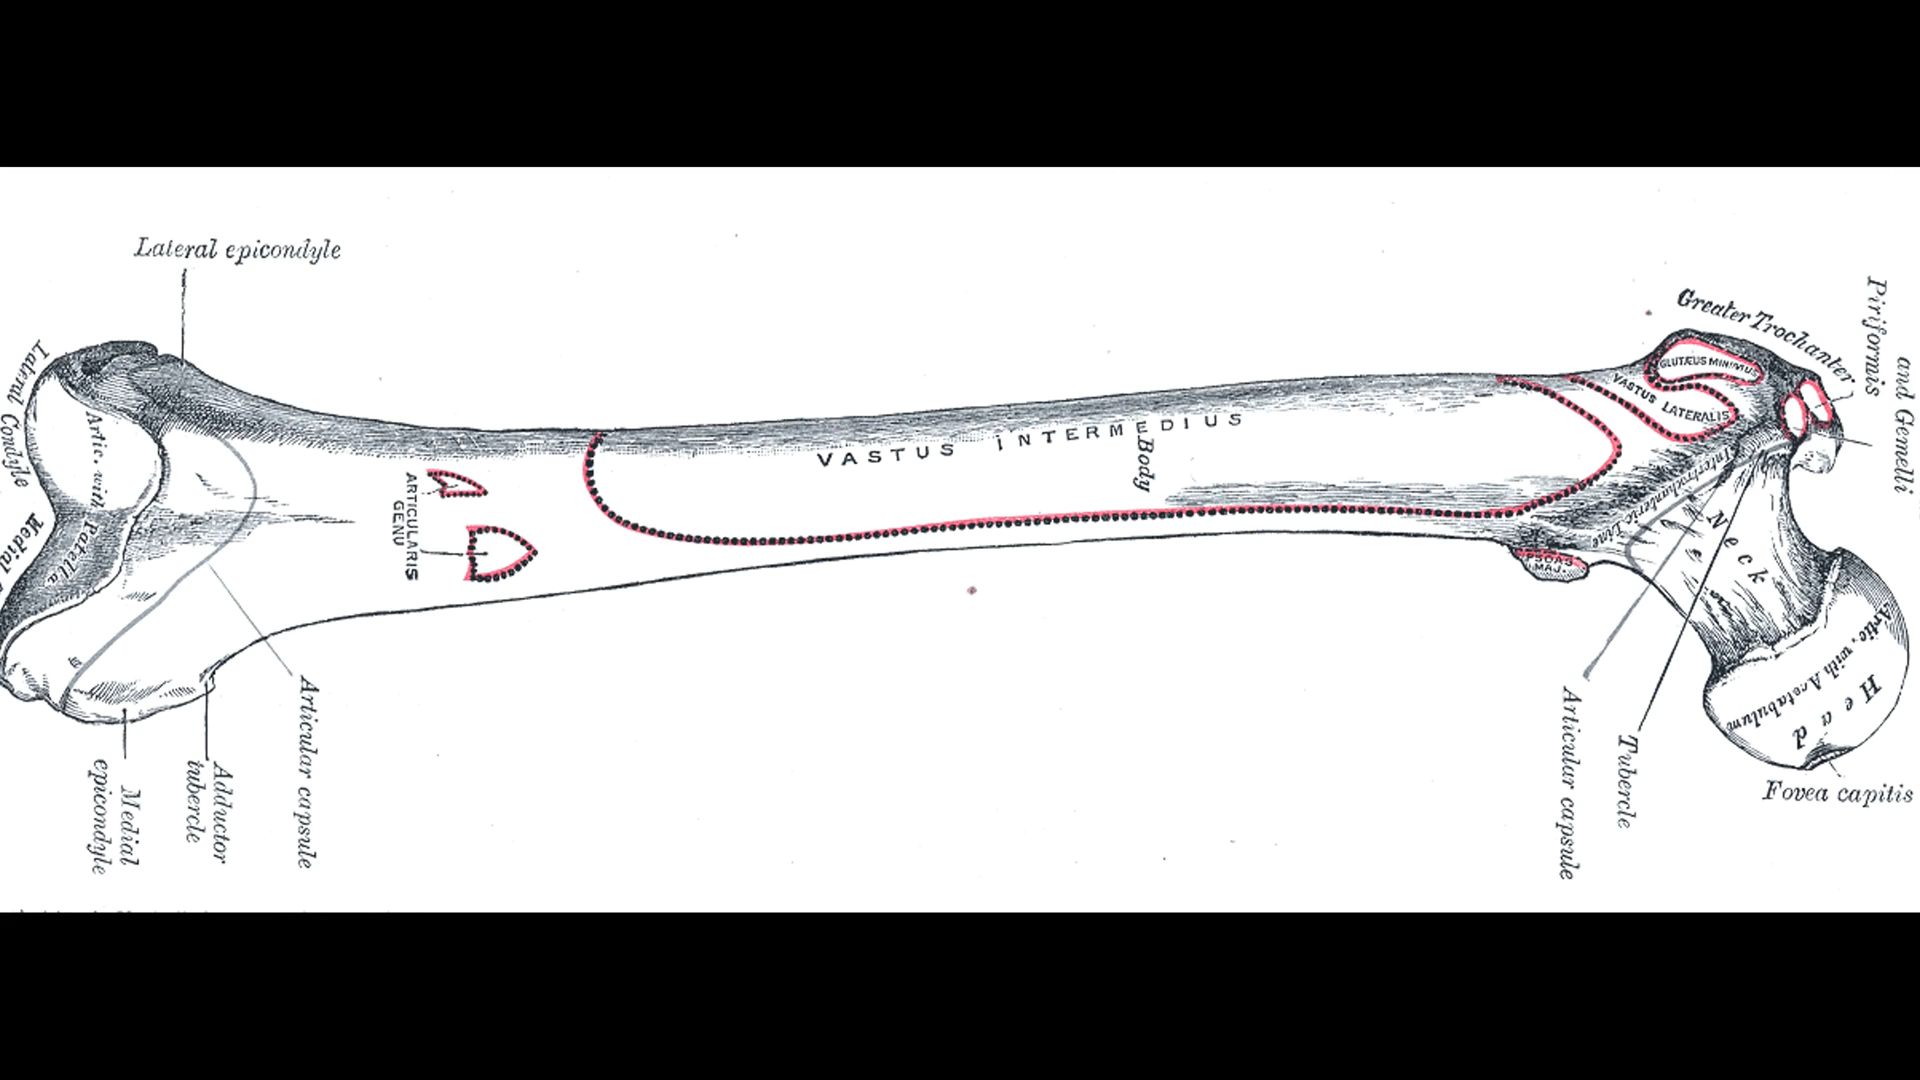 Lateral epicondyle
Greater Trochanter
Piriformis
and Gemelli
GLUTÆUS MINIMUS
VASTUS LATERALIS
Lateral Condyle
Artic. with Patella
Medial
VASTUS INTERMEDIUS
Body
ARTICULARIS
GENU
Intertrochanteric line
Neck
PSOAS
MAJ.
Artic. with Acetabulum
Head
Articular capsule
Adductor
tubercle
Medial
epicondyle
Articular capsule
Tubercle
Fovea capitis